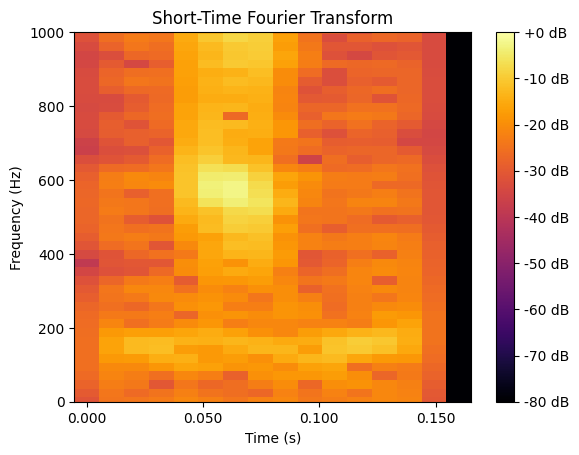 Short-Time Fourier Transform
1000
800
600
400
200
0
Frequency (Hz)
0.000
0.050
0.100
0.150
Time (s)
+0 dB
-10 dB
-20 dB
-30 dB
-40 dB
-50 dB
-60 dB
-70 dB
-80 dB